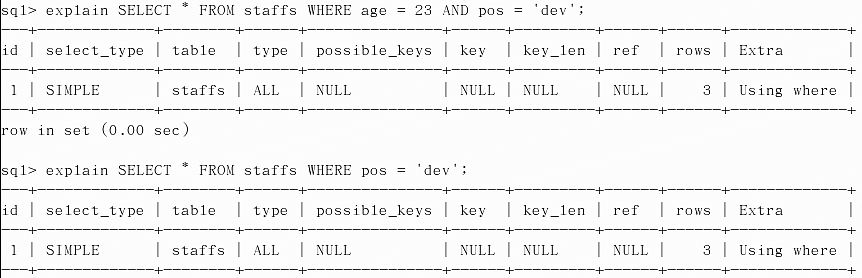 sql> explain SELECT * FROM staffs WHERE age = 23 AND pos = 'dev';
---+-------------+--------+------+---------------+------+---------+------+------+-------------+
id | select_type | table  | type | possible_keys | key  | key_len | ref  | rows | Extra       |
---+-------------+--------+------+---------------+------+---------+------+------+-------------+
 1 | SIMPLE      | staffs | ALL  | NULL          | NULL | NULL    | NULL |    3 | Using where |
---+-------------+--------+------+---------------+------+---------+------+------+-------------+
row in set (0.00 sec)
sql> explain SELECT * FROM staffs WHERE pos = 'dev';
---+-------------+--------+------+---------------+------+---------+------+------+-------------+
id | select_type | table  | type | possible_keys | key  | key_len | ref  | rows | Extra       |
---+-------------+--------+------+---------------+------+---------+------+------+-------------+
 1 | SIMPLE      | staffs | ALL  | NULL          | NULL | NULL    | NULL |    3 | Using where |
---+-------------+--------+------+---------------+------+---------+------+------+-------------+